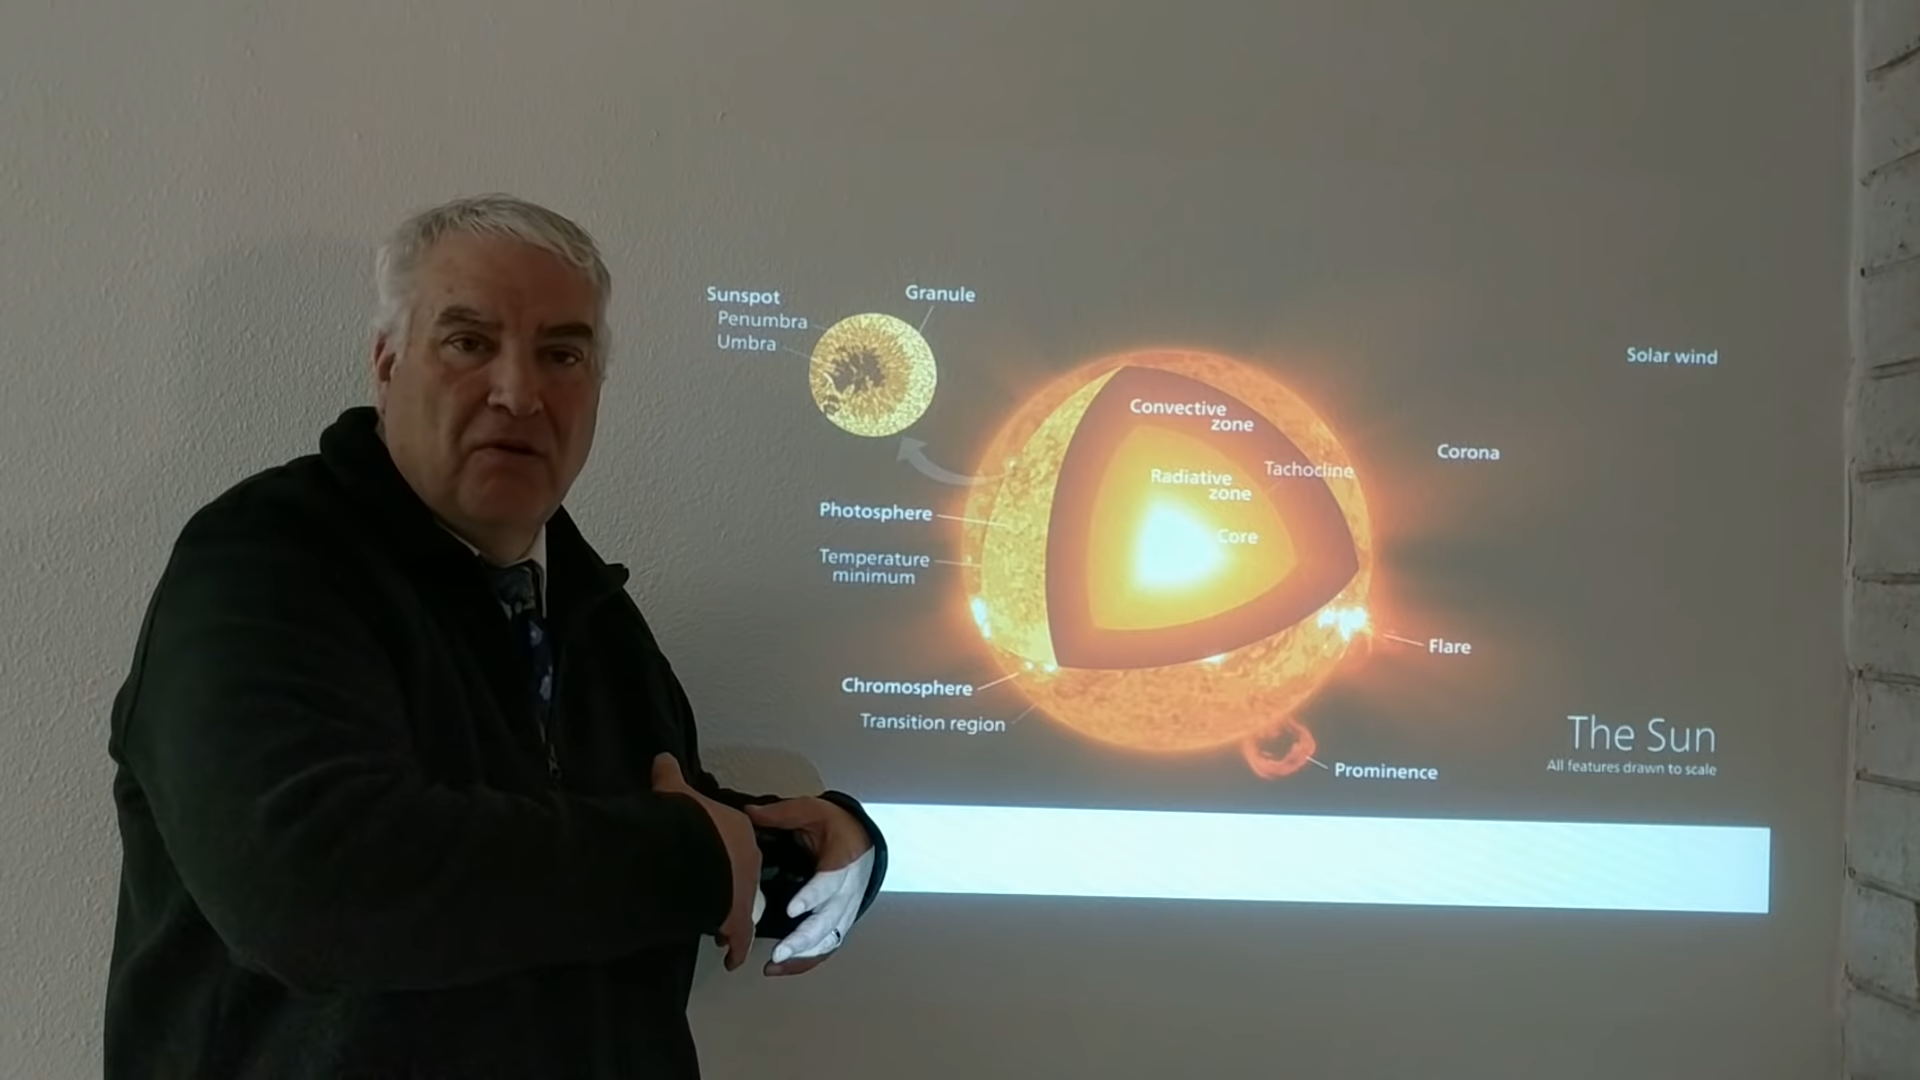 Sunspot
Penumbra
Umbra
Granule
Solar wind
Convective
zone
Corona
Radiative
zone
Tachocline
Photosphere
Core
Temperature
minimum
Flare
Chromosphere
Transition region
The Sun
All features drawn to scale
Prominence